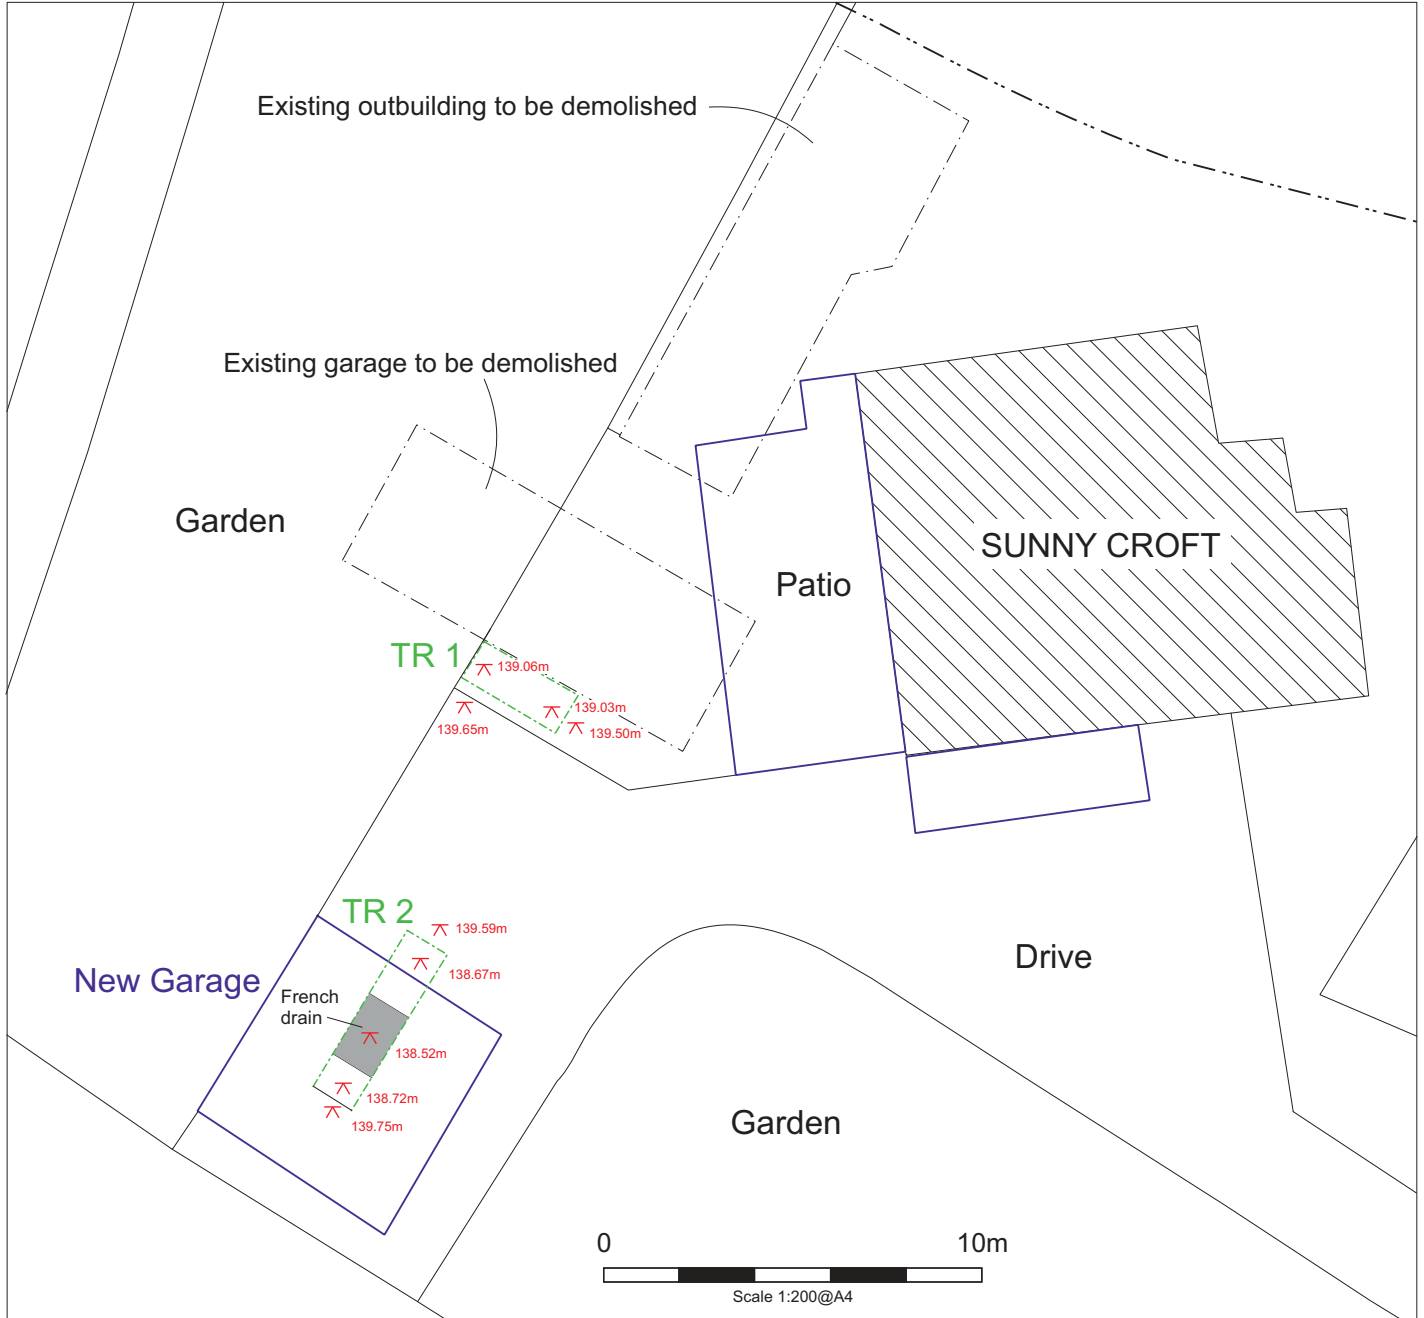 Existing outbuilding to be demolished
Existing garage to be demolished
Garden
SUNNY CROFT
Patio
TR 1
139.06m
139.03m
139.65m
139.50m
TR 2
139.59m
New Garage
138.67m
French
drain
138.52m
138.72m
139.75m
Drive
Garden
0 10m
Scale 1:200@A4